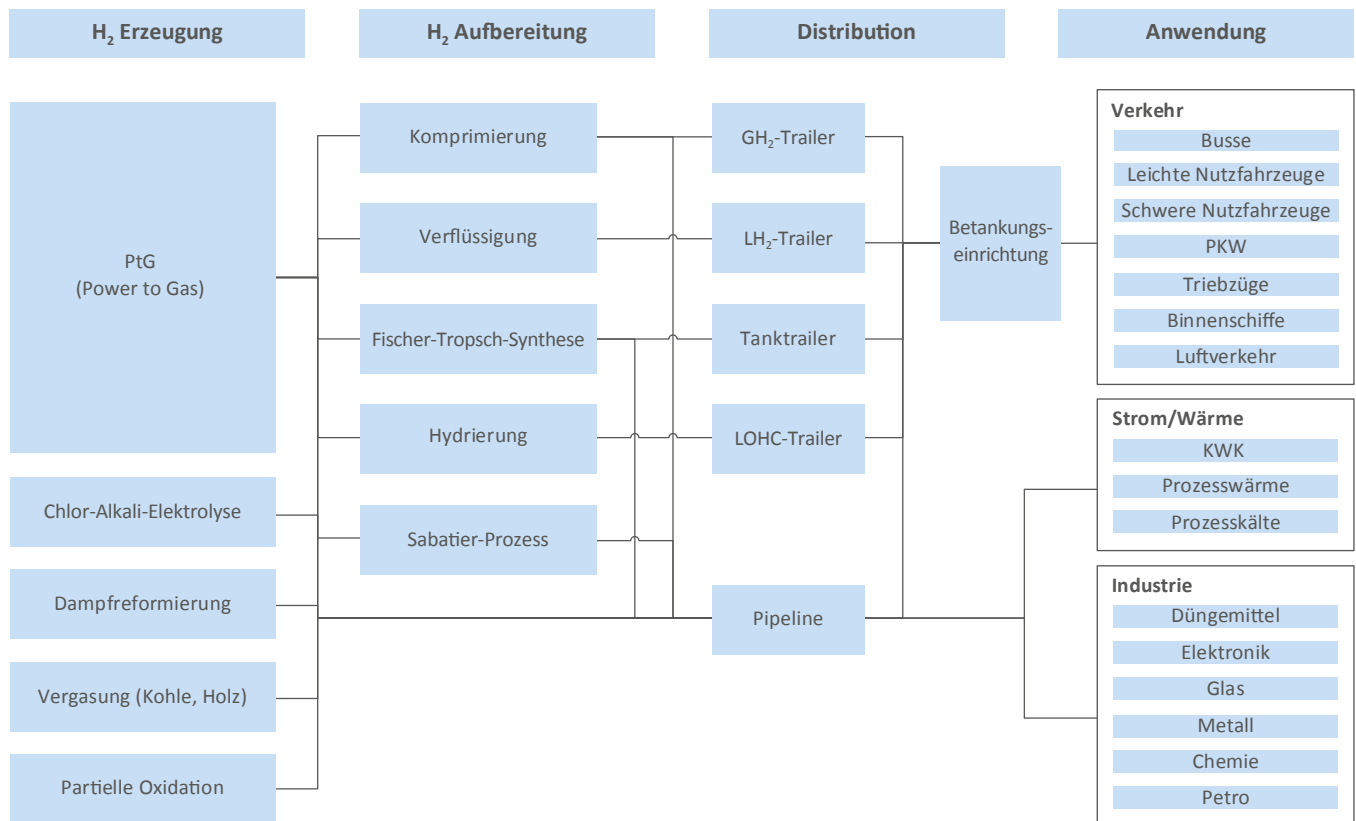 H₂ Erzeugung
H₂ Aufbereitung
Distribution
Anwendung
PtG
(Power to Gas)
Chlor-Alkali-Elektrolyse
Dampfreformierung
Vergasung (Kohle, Holz)
Partielle Oxidation
Komprimierung
Verflüssigung
Fischer-Tropsch-Synthese
Hydrierung
Sabatier-Prozess
GH₂-Trailer
LH₂-Trailer
Tanktrailer
LOHC-Trailer
Pipeline
Betankungs-
einrichtung
Verkehr
Busse
Leichte Nutzfahrzeuge
Schwere Nutzfahrzeuge
PKW
Triebzüge
Binnenschiffe
Luftverkehr
Strom/Wärme
KWK
Prozesswärme
Prozesskälte
Industrie
Düngemittel
Elektronik
Glas
Metall
Chemie
Petro